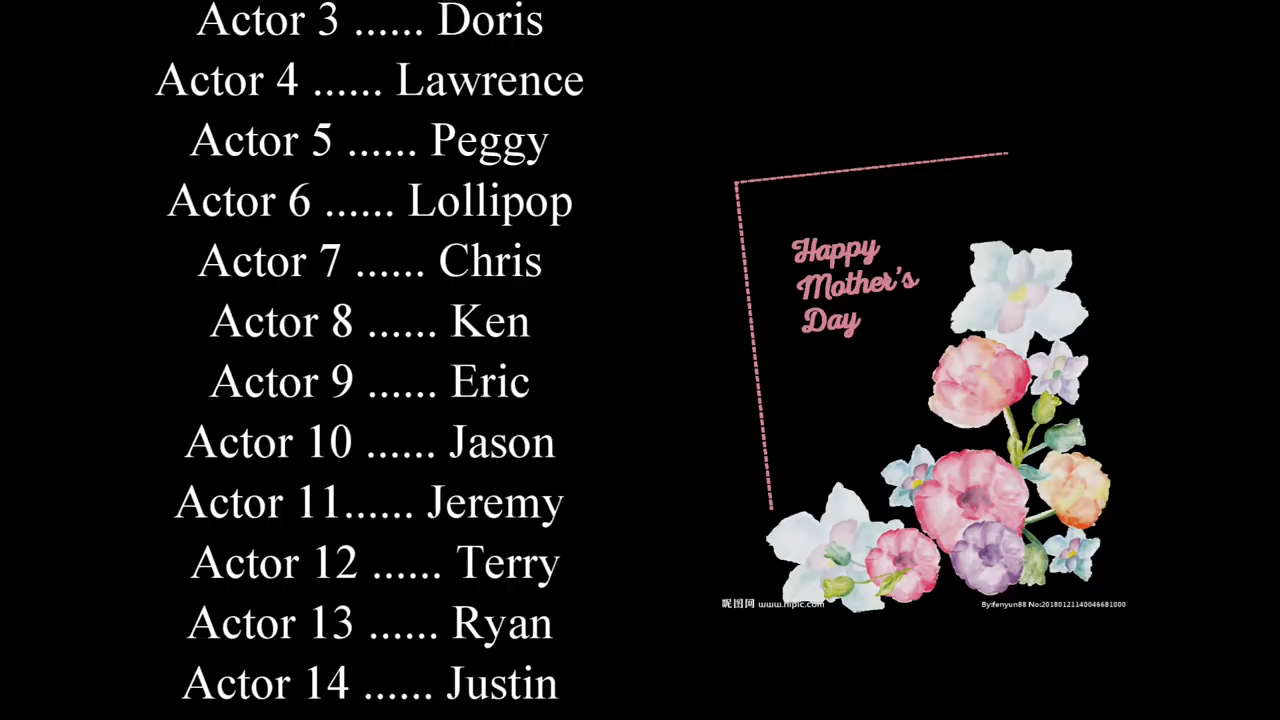 Actor 3 ...... Doris
Actor 4 ...... Lawrence
Actor 5 ...... Peggy
Actor 6 ...... Lollipop
Actor 7 ...... Chris
Actor 8 ...... Ken
Actor 9 ...... Eric
Actor 10 ...... Jason
Actor 11...... Jeremy
Actor 12 ...... Terry
Actor 13 ...... Ryan
Actor 14 ...... Justin
Happy
Mother's
Day
昵图网 www.nipic.com
By:fenyun88 No:20180121140046681000